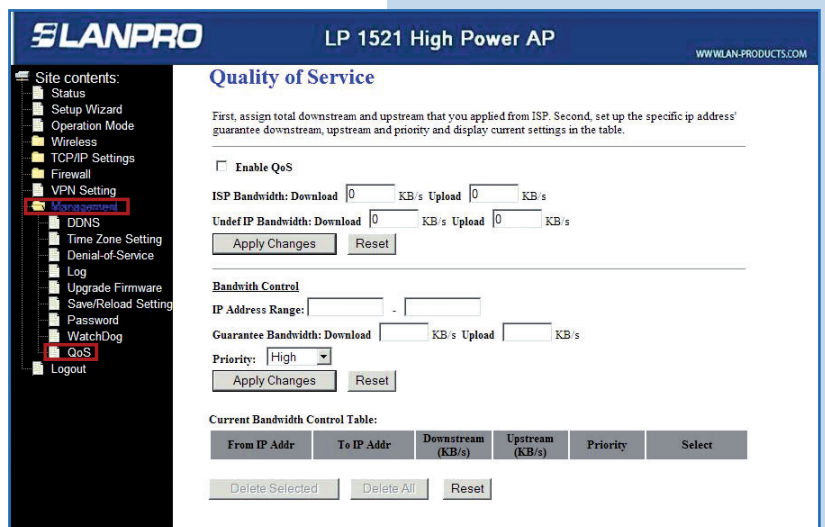 SLANPRO
LP 1521 High Power AP
WWWLAN-PRODUCTS.COM
Site contents:
Status
Setup Wizard
Operation Mode
Wireless
TCP/IP Settings
Firewall
VPN Setting
Management
DDNS
Time Zone Setting
Denial-of-Service
Log
Upgrade Firmware
Save/Reload Setting
Password
WatchDog
QoS
Logout
Quality of Service
First, assign total downstream and upstream that you applied from ISP. Second, set up the specific ip address'
guarantee downstream, upstream and priority and display current settings in the table.
Enable QoS
ISP Bandwidth: Download 0 KB/s Upload 0 KB/s
Undef IP Bandwidth: Download 0 KB/s Upload 0 KB/s
Apply Changes Reset
Bandwith Control
IP Address Range: -
Guarantee Bandwidth: Download KB/s Upload KB/s
Priority: High
Apply Changes Reset
Current Bandwidth Control Table:
From IP Addr To IP Addr Downstream (KB/s) Upstream (KB/s) Priority Select
Delete Selected Delete All Reset